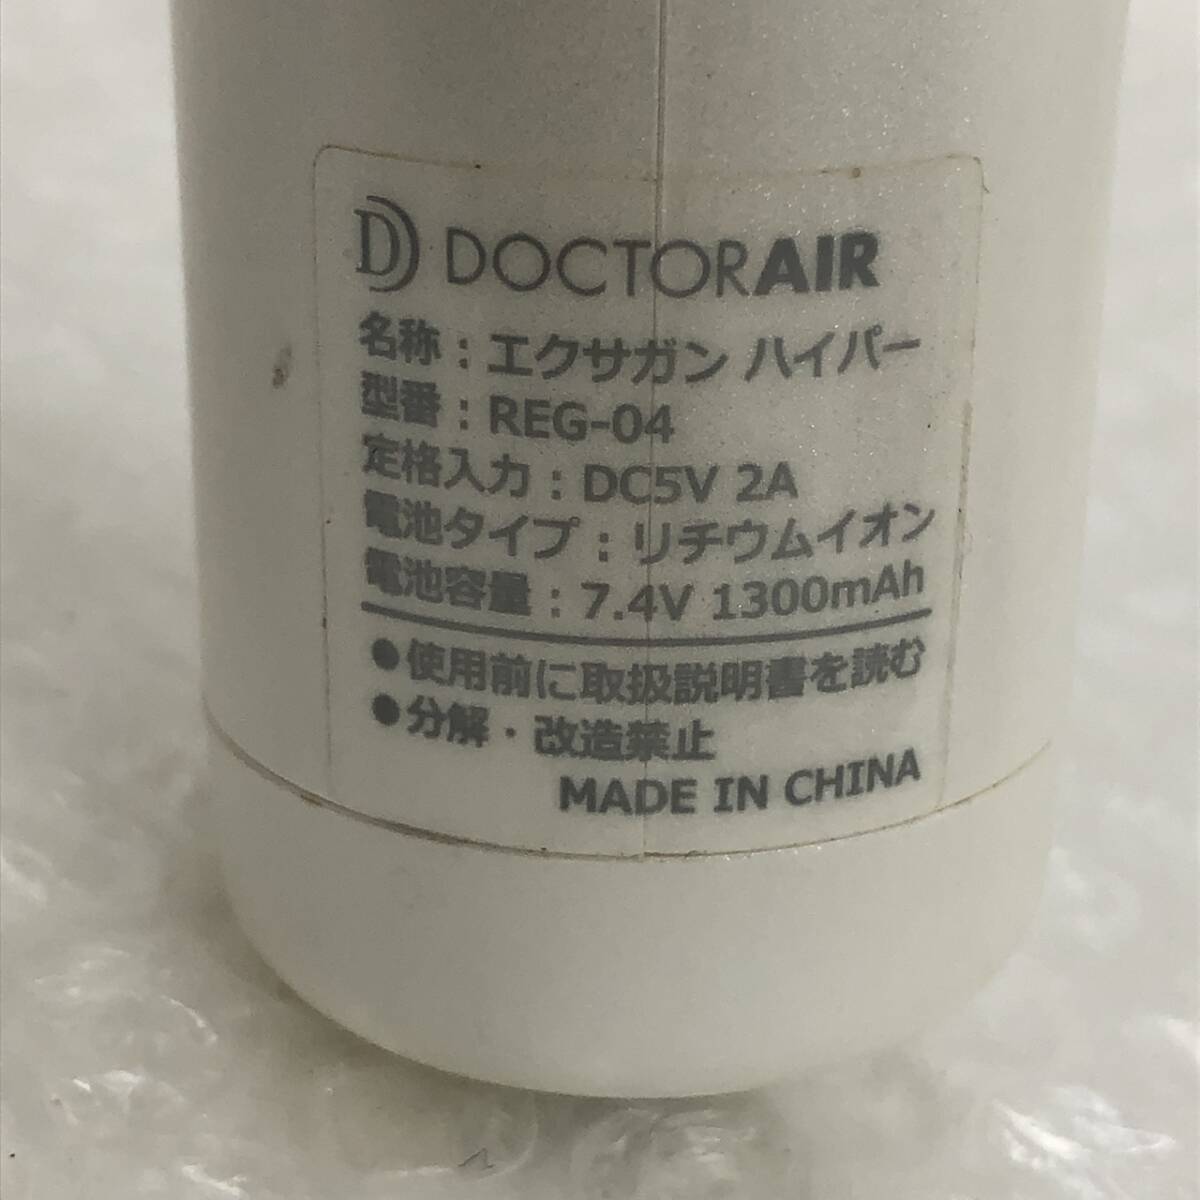 DOCTORAIR
名称：エクサガン ハイパー
型番：REG-04
定格入力：DC5V 2A
電池タイプ：リチウムイオン
電池容量：7.4V 1300mAh
●使用前に取扱説明書を読む
●分解・改造禁止
MADE IN CHINA